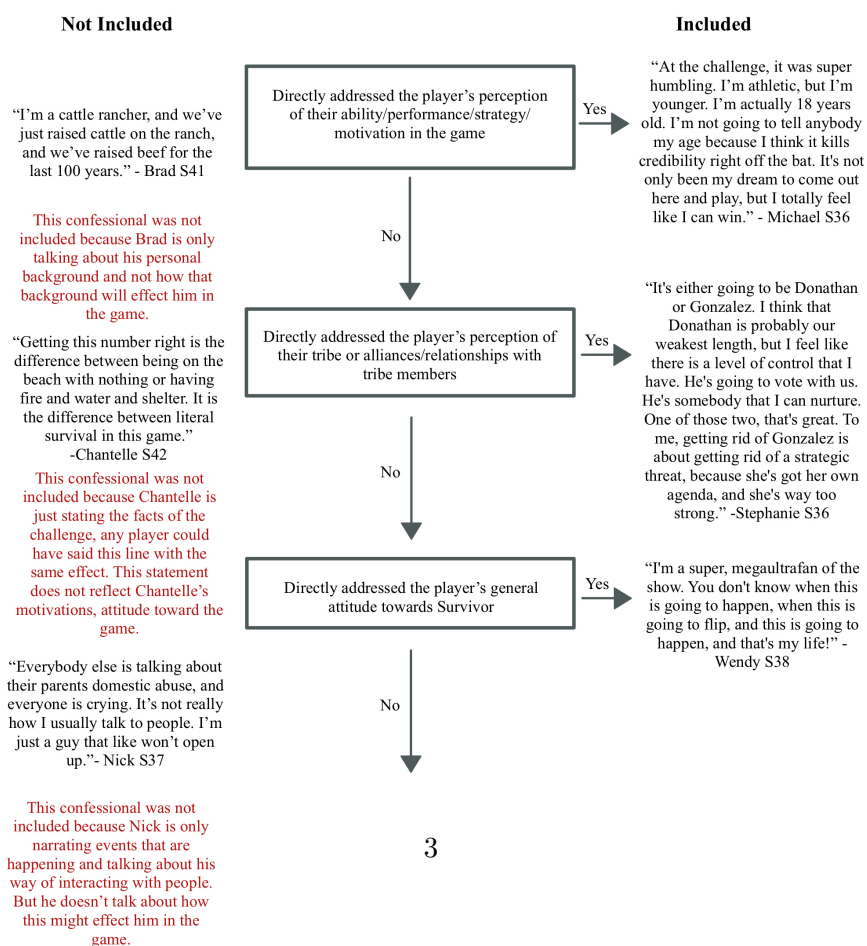 Not Included
“I’m a cattle rancher, and we’ve
just raised cattle on the ranch,
and we’ve raised beef for the
last 100 years.” - Brad S41
This confessional was not
included because Brad is only
talking about his personal
background and not how that
background will effect him in
the game.
“Getting this number right is the
difference between being on the
beach with nothing or having
fire and water and shelter. It is
the difference between literal
survival in this game.”
-Chantelle S42
This confessional was not
included because Chantelle is
just stating the facts of the
challenge, any player could
have said this line with the
same effect. This statement
does not reflect Chantelle’s
motivations, attitude toward the
game.
“Everybody else is talking about
their parents domestic abuse, and
everyone is crying. It’s not really
how I usually talk to people. I’m
just a guy that like won’t open
up.”- Nick S37
This confessional was not
included because Nick is only
narrating events that are
happening and talking about his
way of interacting with people.
But he doesn’t talk about how
this might effect him in the
game.
Directly addressed the player’s perception
of their ability/performance/strategy/
motivation in the game
Yes
No
Directly addressed the player’s perception of
their tribe or alliances/relationships with
tribe members
Yes
No
Directly addressed the player’s general
attitude towards Survivor
Yes
No
Included
“At the challenge, it was super
humbling. I’m athletic, but I’m
younger. I’m actually 18 years
old. I’m not going to tell anybody
my age because I think it kills
credibility right off the bat. It's not
only been my dream to come out
here and play, but I totally feel
like I can win.” - Michael S36
“It's either going to be Donathan
or Gonzalez. I think that
Donathan is probably our
weakest length, but I feel like
there is a level of control that I
have. He's going to vote with us.
He's somebody that I can nurture.
One of those two, that's great. To
me, getting rid of Gonzalez is
about getting rid of a strategic
threat, because she's got her own
agenda, and she's way too
strong.” -Stephanie S36
“I'm a super, megaultrafan of the
show. You don't know when this
is going to happen, when this is
going to flip, and this is going to
happen, and that's my life!” -
Wendy S38
3